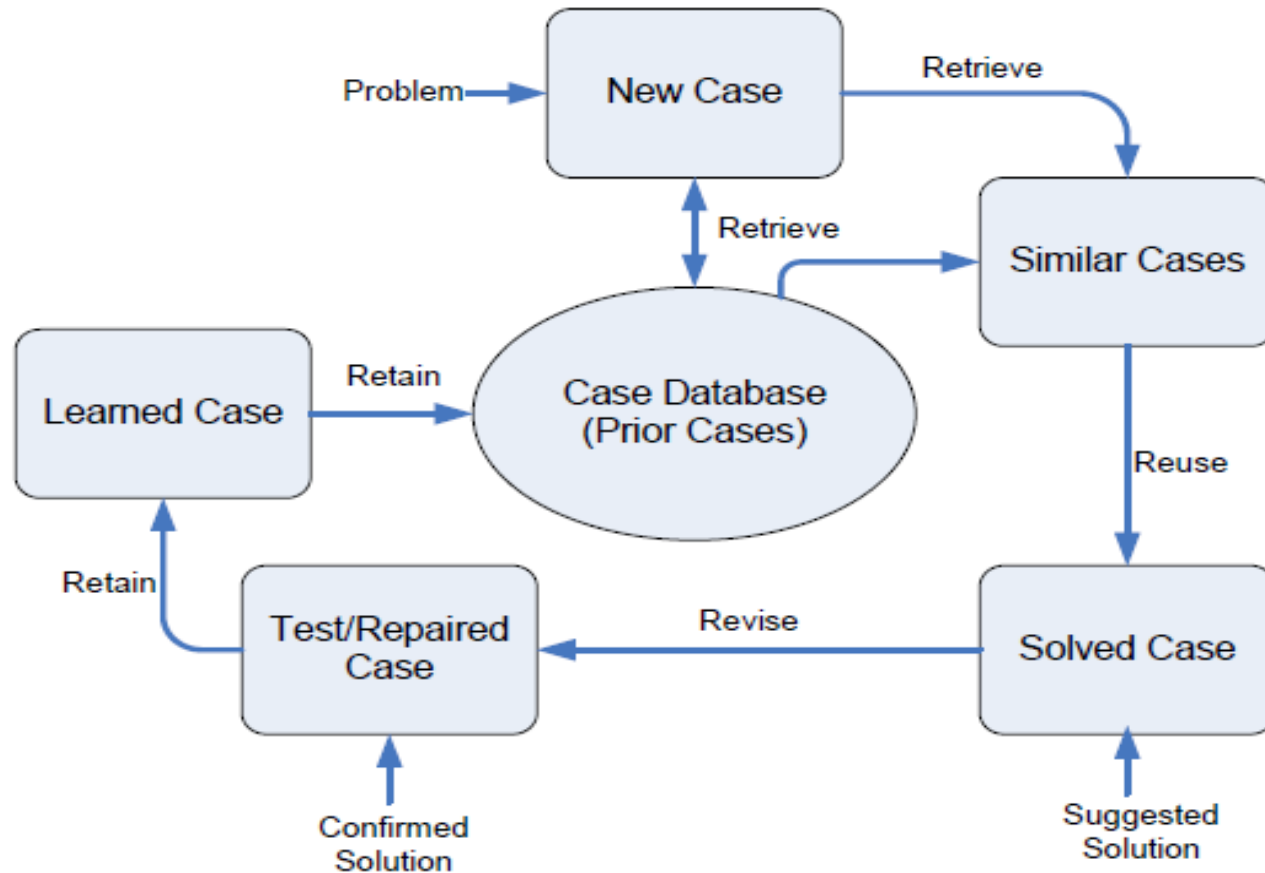 Retrieve
Problem
New Case
Retrieve
Similar Cases
Retain
Case Database
(Prior Cases)
Learned Case
Reuse
Retain
Test/Repaired
Case
Revise
Solved Case
Confirmed
Solution
Suggested
Solution